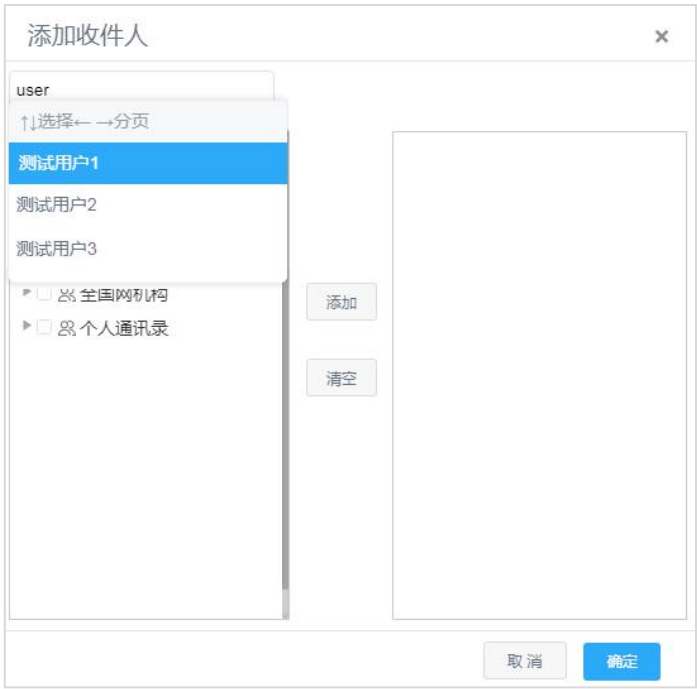 添加收件人
user
↑↓选择← →分页
测试用户1
测试用户2
测试用户3
全国网机构
个人通讯录
添加
清空
取消
确定